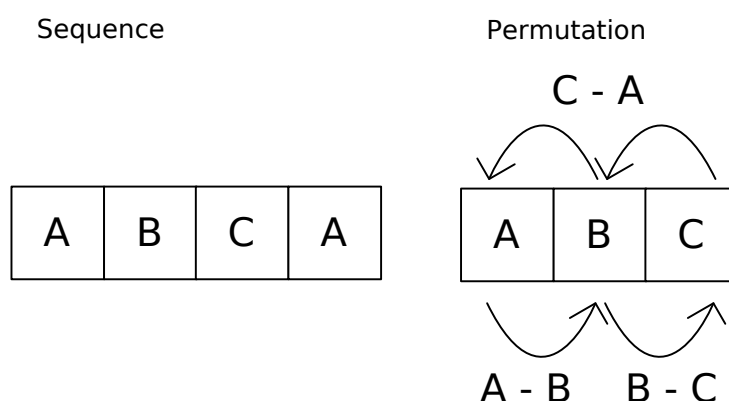 Sequence
Permutation
C - A
A B C A
A B C
A - B
B - C